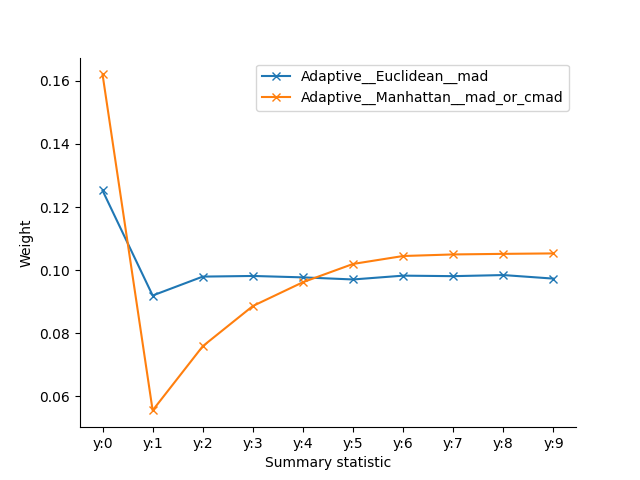 Adaptive__Euclidean__mad
Adaptive__Manhattan__mad_or_cmad
Weight
0.16
0.14
0.12
0.10
0.08
0.06
y:0 y:1 y:2 y:3 y:4 y:5 y:6 y:7 y:8 y:9
Summary statistic